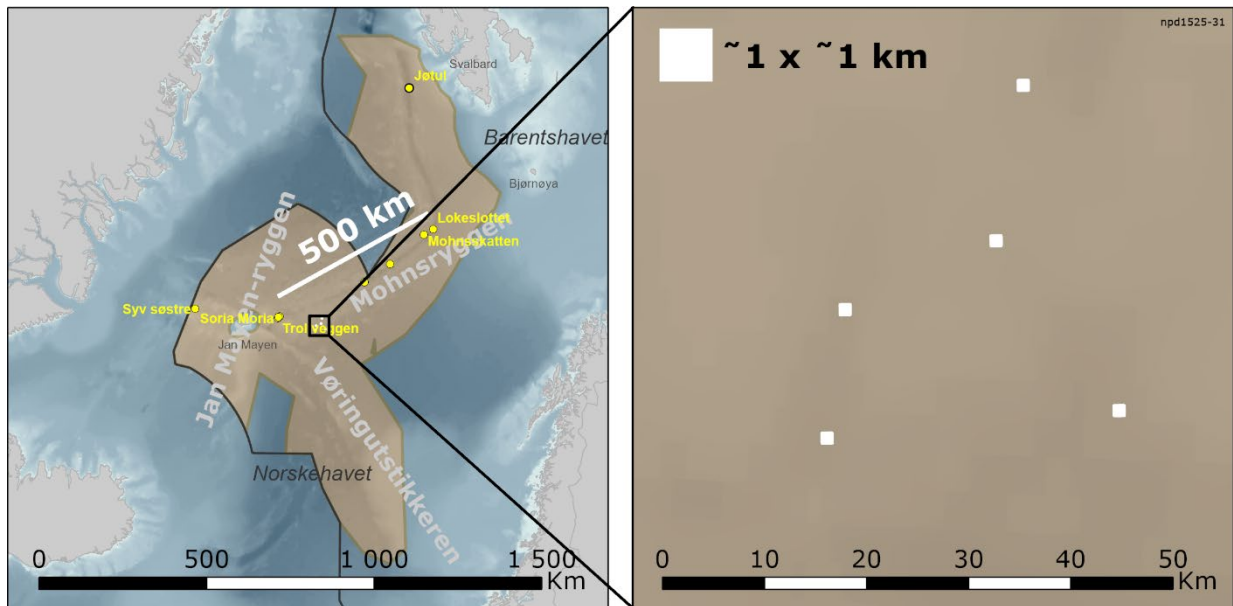 Svalbard
Jøtul
Barentshavet
Bjørnøya
500 km
Lokeslottet
Mohnsskatten
Mohnsryggen
Jan Mayen-ryggen
Syv søstre
Soria Moria
Trollveggen
Jan Mayen
Vøringutstikkeren
Norskehavet
0 500 1 000 1 500
Km
npd1525-31
~1 x ~1 km
0 10 20 30 40 50
Km